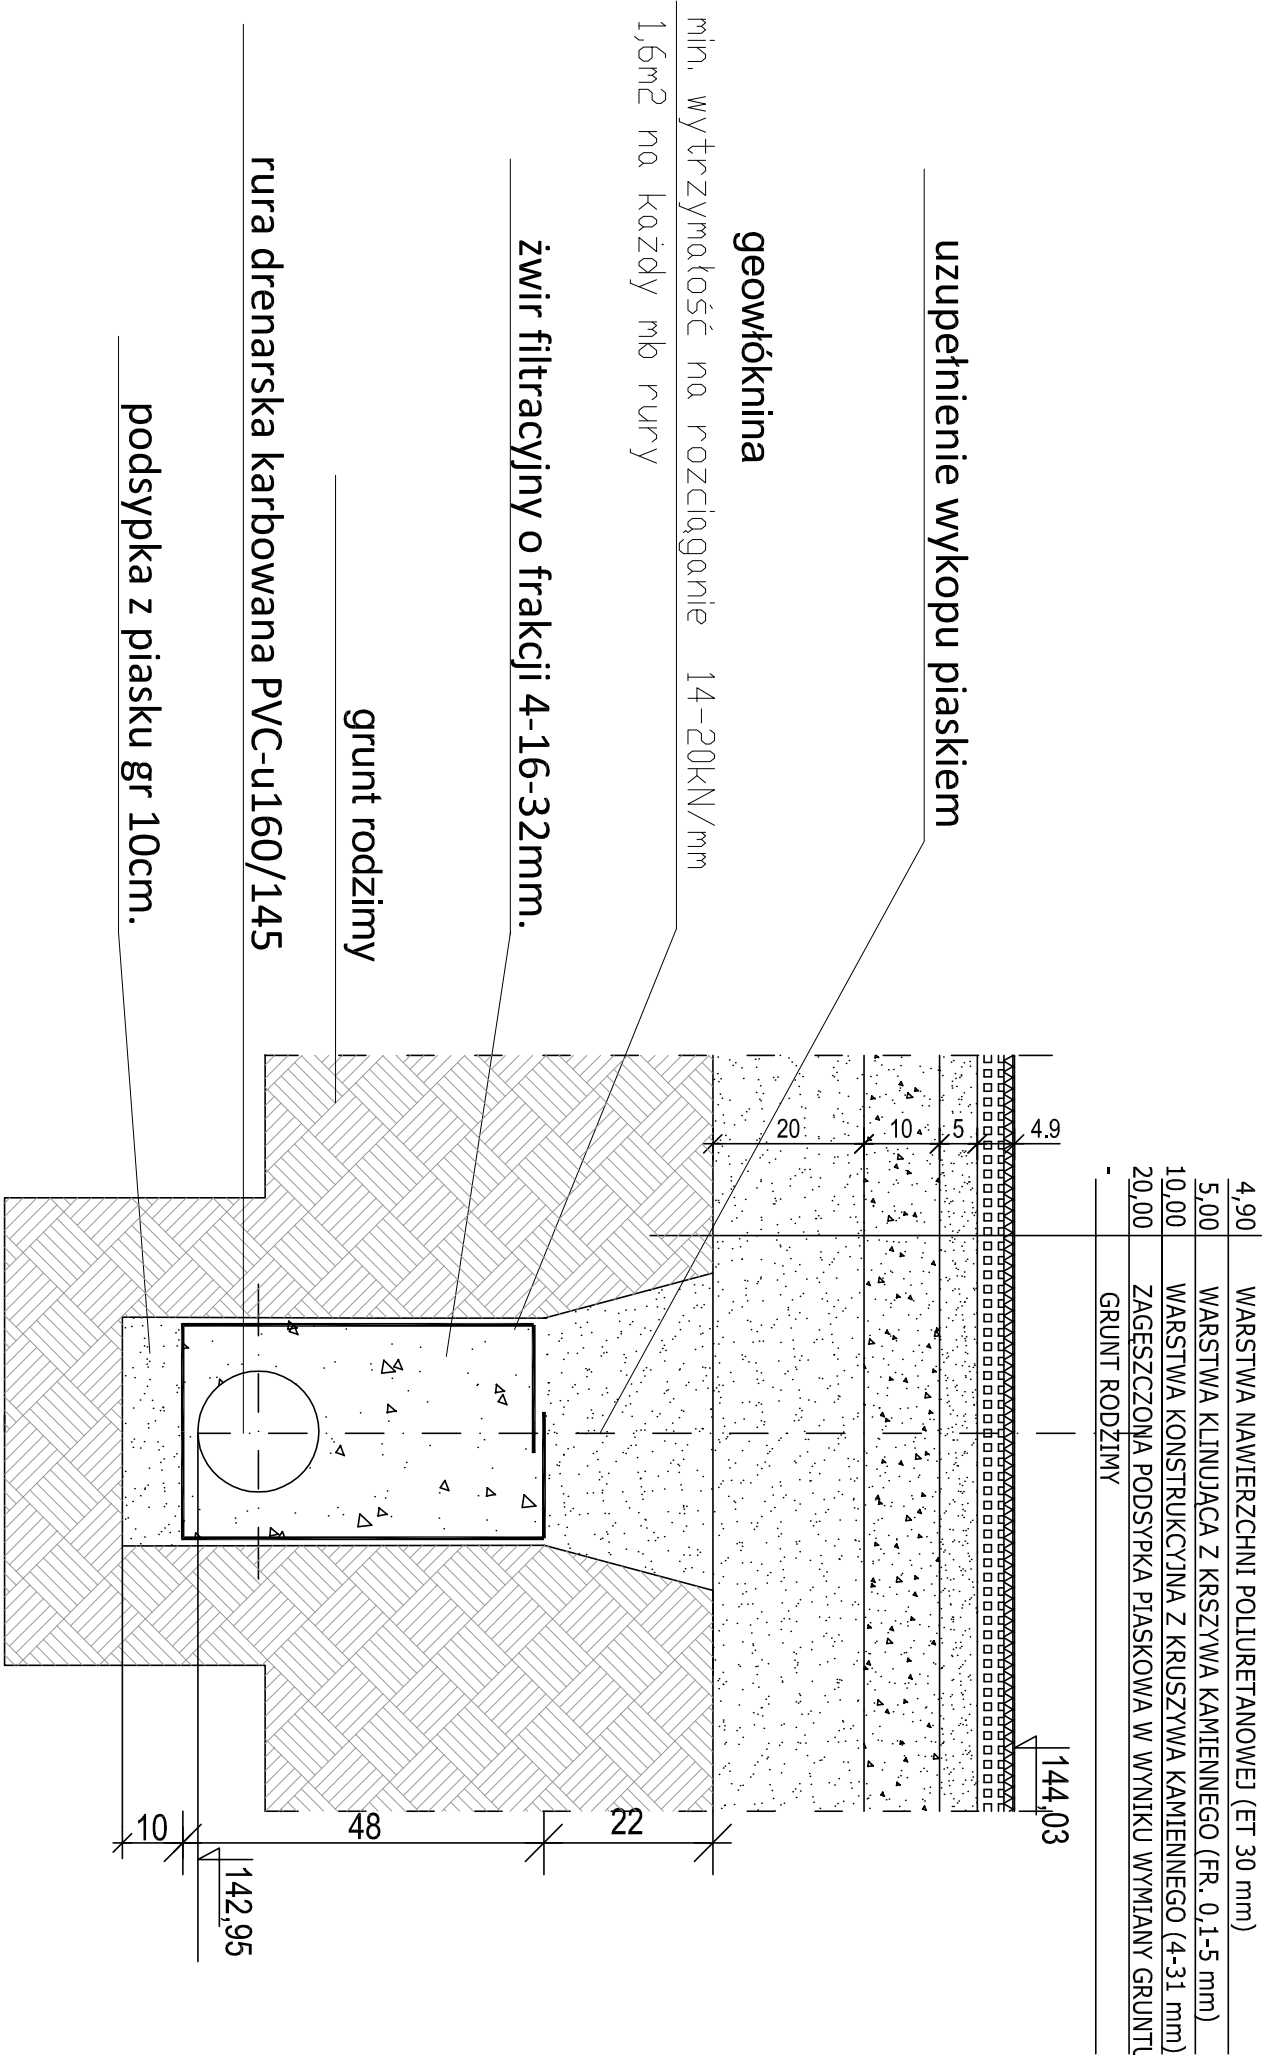 4,90 WARSTWA NAWIERZCHNI POLIURETANOWEJ (ET 30 mm)
5,00 WARSTWA KLINUJĄCA Z KRSZYWA KAMIENNEGO (FR. 0,1-5 mm)
10,00 WARSTWA KONSTRUKCYJNA Z KRUSZYWA KAMIENNEGO (4-31 mm)
20,00 ZAGĘSZCZONA PODSYPKA PIASKOWA W WYNIKU WYMIANY GRUNTU
- GRUNT RODZIMY
144,03
4.9
5
10
20
uzupełnienie wykopu piaskiem
geowłóknina
min. wytrzymałość na rozciąganie 14-20kN/mm
1,6m2 na każdy mb rury
żwir filtracyjny o frakcji 4-16-32mm.
grunt rodzimy
rura drenarska karbowana PVC-u160/145
podsypka z piasku gr 10cm.
22
48
10
142,95